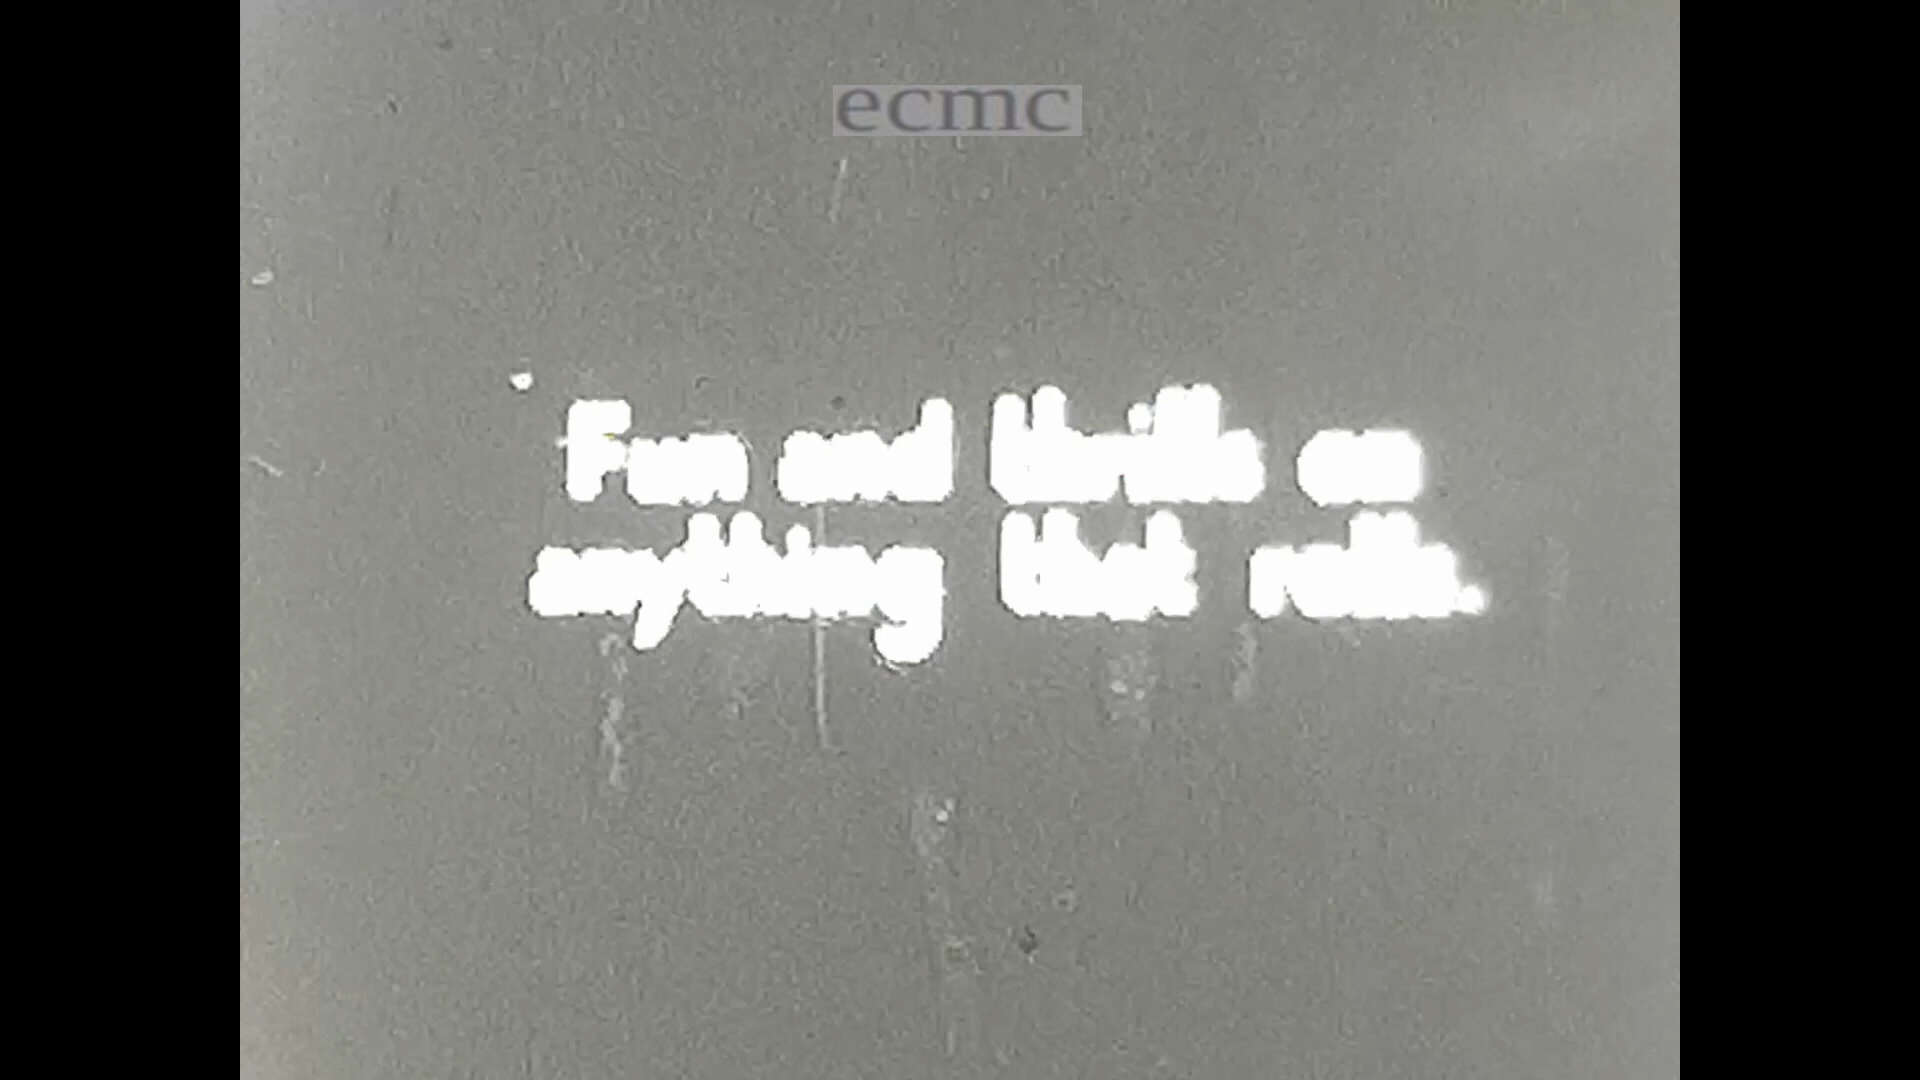 ecmc
Fun and thrills on
anything that rolls.